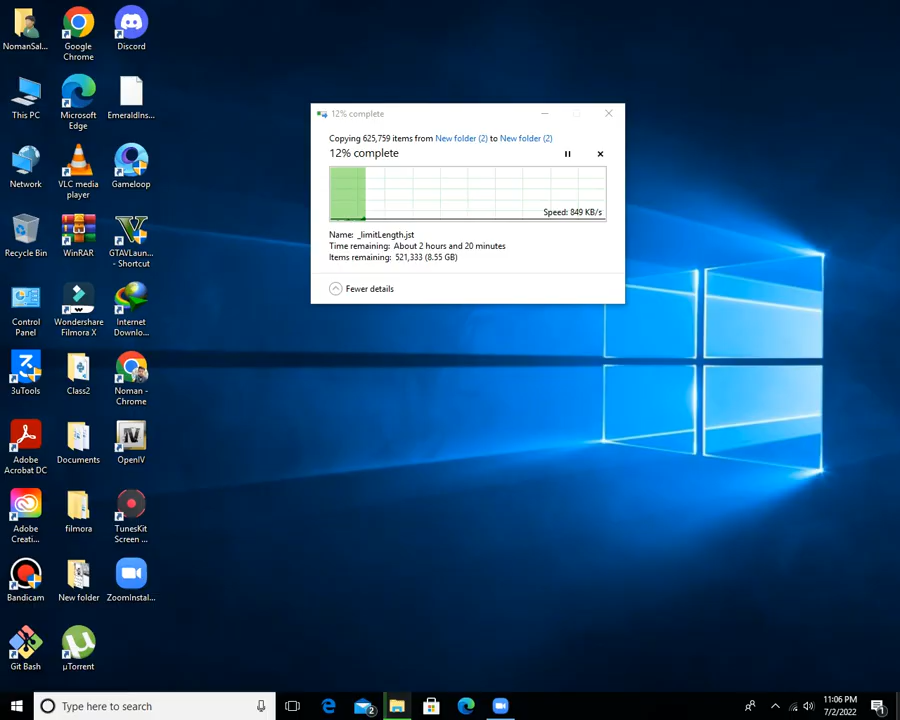 NomanSal...
Google
Chrome
Discord
This PC
Microsoft
Edge
EmeraldIns...
Network
VLC media
player
Gameloop
Recycle Bin
WinRAR
GTAVLaun...
- Shortcut
Control
Panel
Wondershare
Filmora X
Internet
Downlo...
3uTools
Class2
Noman -
Chrome
Adobe
Acrobat DC
Documents
OpenIV
Adobe
Creati...
filmora
TunesKit
Screen ...
Bandicam
New folder
ZoomInstal...
Git Bash
µTorrent
12% complete
Copying 625,759 items from New folder (2) to New folder (2)
12% complete
Speed: 849 KB/s
Name: _limitLength.jst
Time remaining: About 2 hours and 20 minutes
Items remaining: 521,333 (8.55 GB)
Fewer details
Type here to search
2
11:06 PM
7/2/2022
1